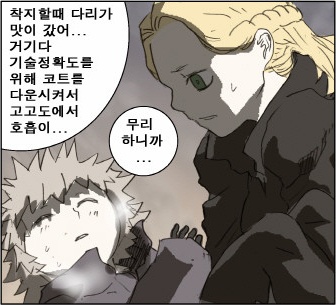 착지할때 다리가
맛이 갔어...
거기다
기술정확도를
위해 코트를
다운시켜서
고고도에서
호흡이...
무리
하니까
...